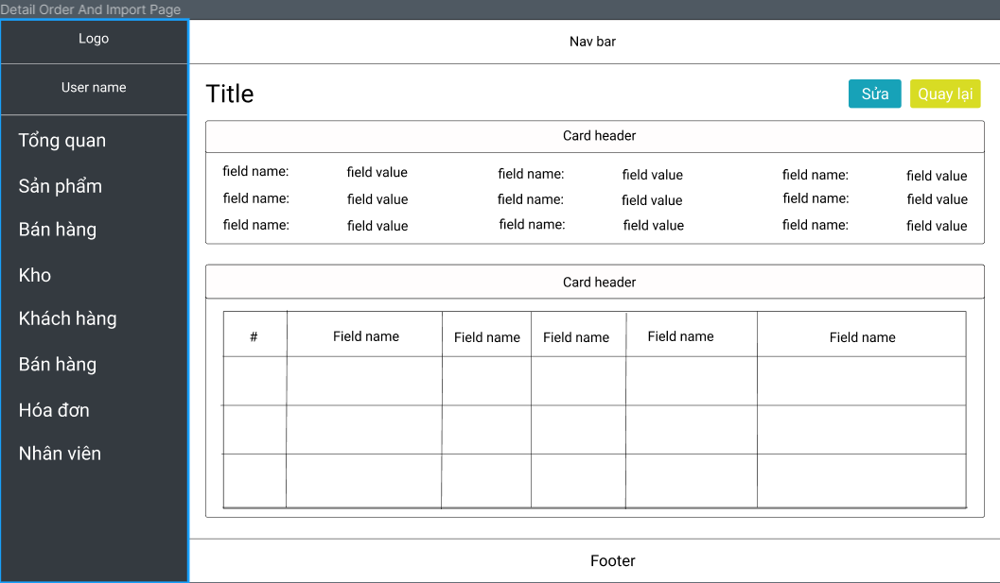 Detail Order And Import Page
Logo
Nav bar
User name
Title
Sửa
Quay lại
Tổng quan
Sản phẩm
Bán hàng
Kho
Khách hàng
Bán hàng
Hóa đơn
Nhân viên
Card header
field name: field value field name: field value field name: field value
field name: field value field name: field value field name: field value
field name: field value field name: field value field name: field value
Card header
# Field name Field name Field name Field name Field name
Footer